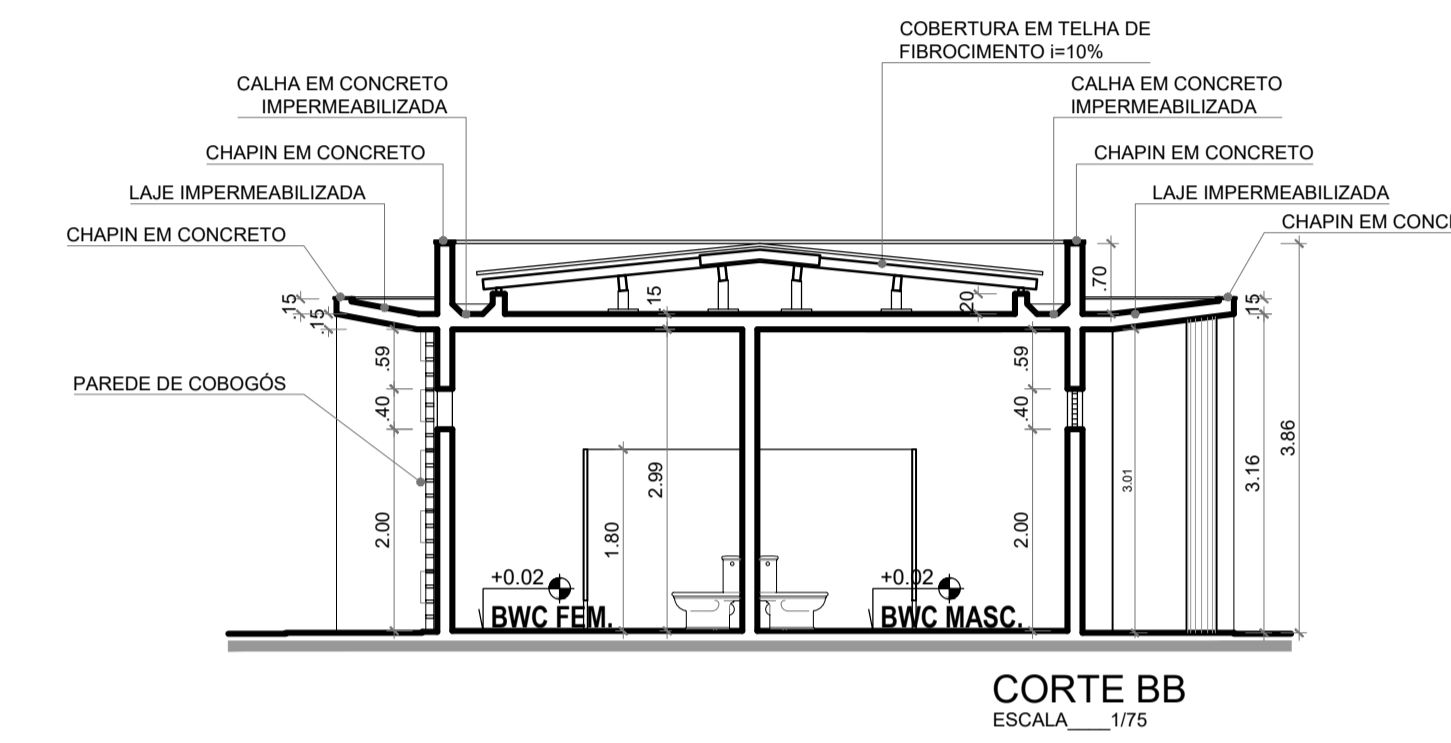 COBERTURA EM TELHA DE
FIBROCIMENTO i=10%
CALHA EM CONCRETO
IMPERMEABILIZADA
CALHA EM CONCRETO
IMPERMEABILIZADA
CHAPIN EM CONCRETO
CHAPIN EM CONCRETO
LAJE IMPERMEABILIZADA
LAJE IMPERMEABILIZADA
CHAPIN EM CONCRETO
CHAPIN EM CONC
.70
.15
.15
.15
.20
.15
.59
.59
PAREDE DE COBOGÓS
.40
.40
3.86
2.99
3.01
3.16
2.00
1.80
2.00
+0.02
+0.02
BWC FEM.
BWC MASC.
CORTE BB
ESCALA____1/75